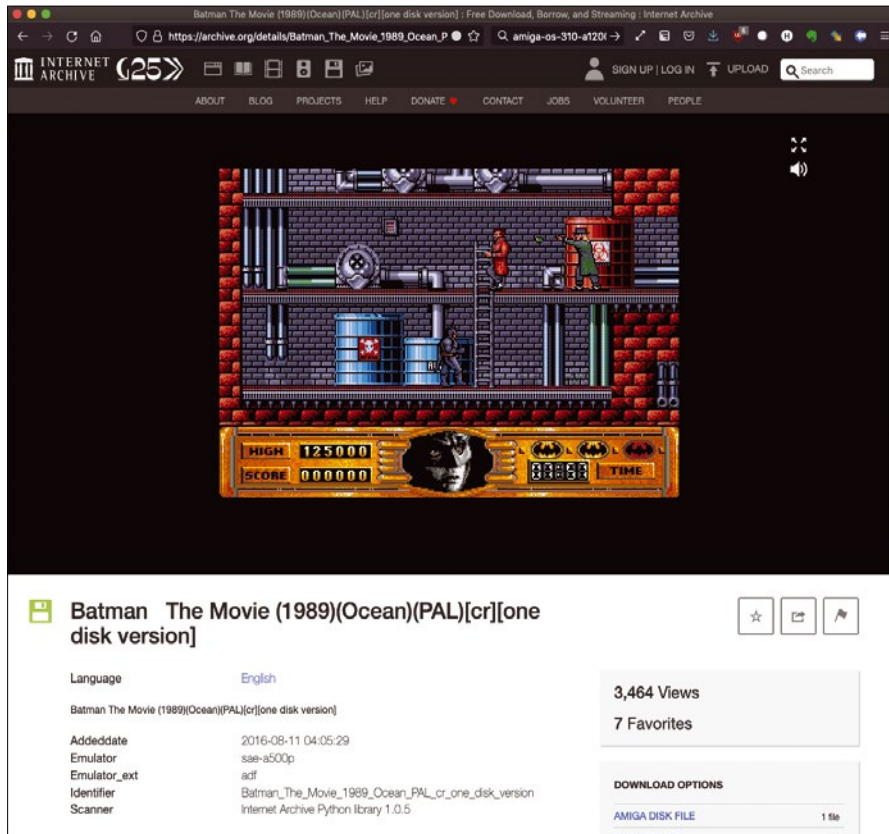 Batman The Movie (1989)(Ocean)(PAL)[cr][one disk version] : Free Download, Borrow, and Streaming : Internet Archive
https://archive.org/details/Batman_The_Movie_1989_Ocean_P
amiga-os-310-a120(
INTERNET ARCHIVE 25
SIGN UP | LOG IN
UPLOAD
Search
ABOUT BLOG PROJECTS HELP DONATE CONTACT JOBS VOLUNTEER PEOPLE
HIGH 125000
SCORE 000000
TIME
Batman The Movie (1989)(Ocean)(PAL)[cr][one
disk version]
Language English
Batman The Movie (1989)(Ocean)(PAL)[cr][one disk version]
Addeddate 2016-08-11 04:05:29
Emulator sae-a500p
Emulator_ext adf
Identifier Batman_The_Movie_1989_Ocean_PAL_cr_one_disk_version
Scanner Internet Archive Python library 1.0.5
3,464 Views
7 Favorites
DOWNLOAD OPTIONS
AMIGA DISK FILE 1 file